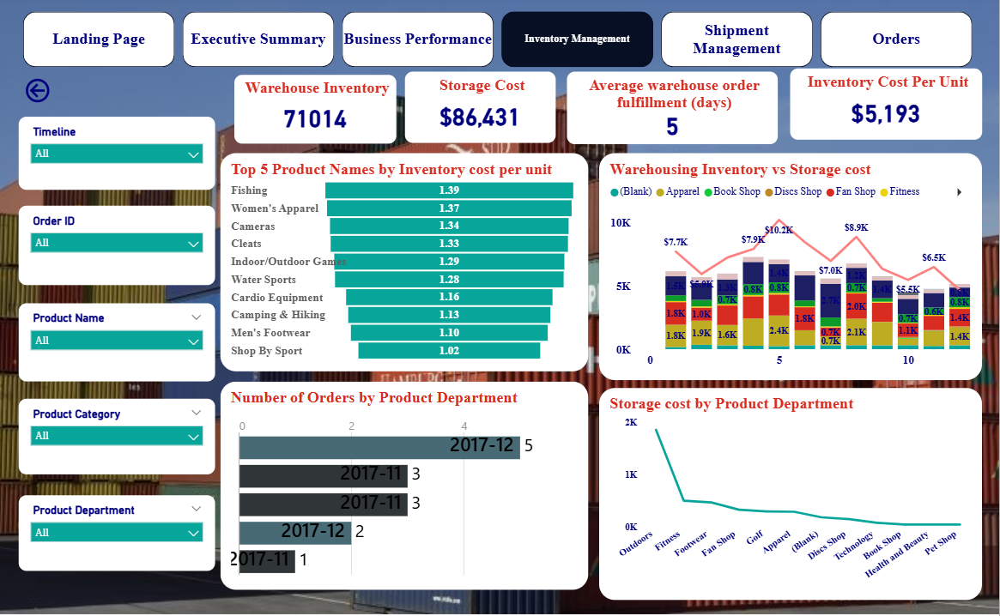 Landing Page
Executive Summary
Business Performance
Inventory Management
Shipment
Management
Orders
Warehouse Inventory
71014
Storage Cost
$86,431
Average warehouse order
fulfillment (days)
5
Inventory Cost Per Unit
$5,193
Timeline
All
Order ID
All
Product Name
All
Product Category
All
Product Department
All
Top 5 Product Names by Inventory cost per unit
Fishing 1.39
Women's Apparel 1.37
Cameras 1.34
Cleats 1.33
Indoor/Outdoor Games 1.29
Water Sports 1.28
Cardio Equipment 1.16
Camping & Hiking 1.13
Men's Footwear 1.10
Shop By Sport 1.02
Warehousing Inventory vs Storage cost
(Blank) Apparel Book Shop Discs Shop Fan Shop Fitness
10K
5K
0K
$7.7K
$5.9K
$7.9K
$10.2K
$7.0K
$8.9K
$5.5K
$6.5K
1.5K
1.8K
1.8K
1.0K
1.9K
1.3K
0.7K
1.6K
0.8K
1.4K
0.8K
2.4K
1.8K
2.7K
0.7K
0.7K
1.2K
0.7K
2.0K
2.1K
1.4K
0.7K
1.1K
0.6K
0.8K
1.4K
1.4K
0 5 10
Number of Orders by Product Department
0 2 4
2017-12 5
2017-11 3
2017-11 3
2017-12 2
2017-11 1
Storage cost by Product Department
2K
1K
0K
Outdoors
Fitness
Footwear
Fan Shop
Golf
Apparel
(Blank)
Discs Shop
Technology
Book Shop
Health and Beauty
Pet Shop